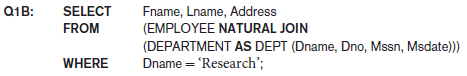 Q1B: SELECT Fname, Lname, Address
FROM (EMPLOYEE NATURAL JOIN
(DEPARTMENT AS DEPT (Dname, Dno, Mssn, Msdate)))
WHERE Dname = ‘Research’;